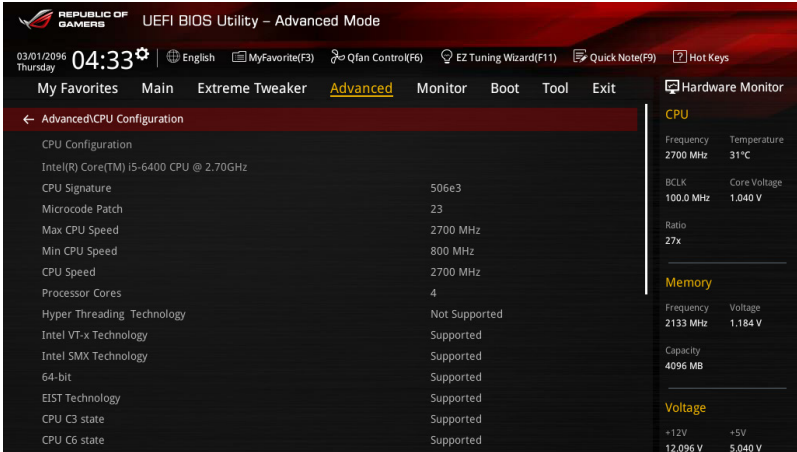 REPUBLIC OF
GAMERS
UEFI BIOS Utility – Advanced Mode
03/01/2096
Thursday
04:33
English
MyFavorite(F3)
Qfan Control(F6)
EZ Tuning Wizard(F11)
Quick Note(F9)
? Hot Keys
My Favorites Main Extreme Tweaker Advanced Monitor Boot Tool Exit
← Advanced\CPU Configuration
CPU Configuration
Intel(R) Core(TM) i5-6400 CPU @ 2.70GHz
CPU Signature 506e3
Microcode Patch 23
Max CPU Speed 2700 MHz
Min CPU Speed 800 MHz
CPU Speed 2700 MHz
Processor Cores 4
Hyper Threading Technology Not Supported
Intel VT-x Technology Supported
Intel SMX Technology Supported
64-bit Supported
EIST Technology Supported
CPU C3 state Supported
CPU C6 state Supported
Hardware Monitor
CPU
Frequency Temperature
2700 MHz 31°C
BCLK Core Voltage
100.0 MHz 1.040 V
Ratio
27x
Memory
Frequency Voltage
2133 MHz 1.184 V
Capacity
4096 MB
Voltage
+12V +5V
12.096 V 5.040 V